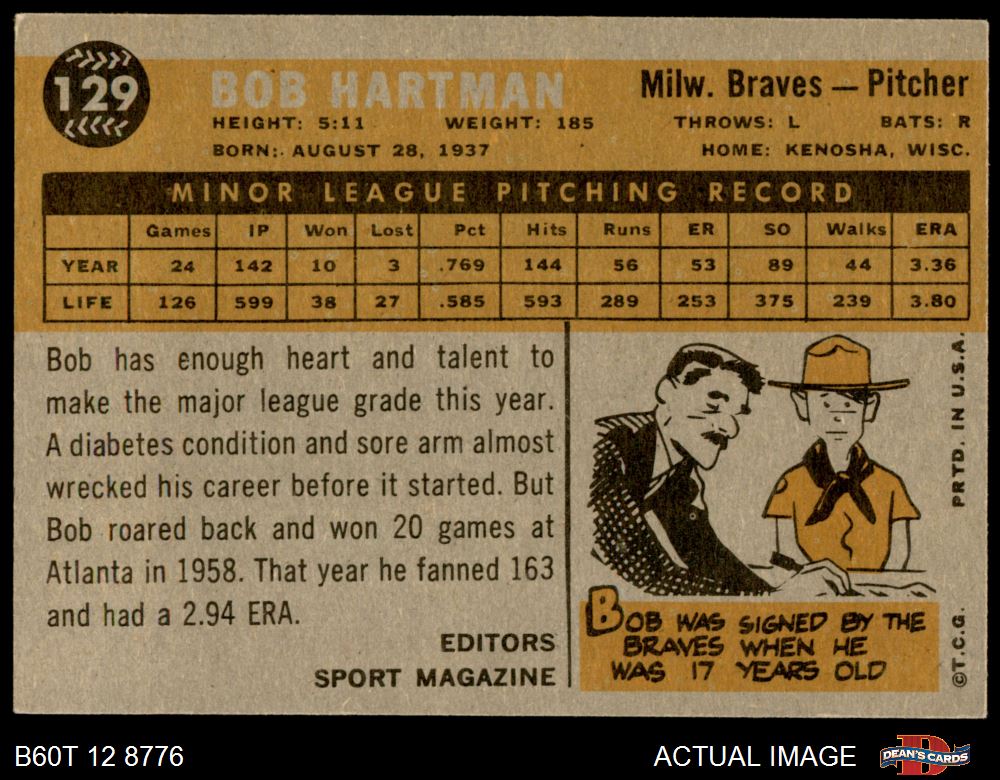 129
BOB HARTMAN
Milw. Braves — Pitcher
HEIGHT: 5:11 WEIGHT: 185 THROWS: L BATS: R
BORN: AUGUST 28, 1937 HOME: KENOSHA, WISC.
MINOR LEAGUE PITCHING RECORD
Games IP Won Lost Pct Hits Runs ER SO Walks ERA
YEAR 24 142 10 3 .769 144 56 53 89 44 3.36
LIFE 126 599 38 27 .585 593 289 253 375 239 3.80
Bob has enough heart and talent to
make the major league grade this year.
A diabetes condition and sore arm almost
wrecked his career before it started. But
Bob roared back and won 20 games at
Atlanta in 1958. That year he fanned 163
and had a 2.94 ERA.
EDITORS
SPORT MAGAZINE
BOB WAS SIGNED BY THE
BRAVES WHEN HE
WAS 17 YEARS OLD
©T.C.G. PRTD. IN U.S.A.
B60T 12 8776
ACTUAL IMAGE
DEAN'S CARDS